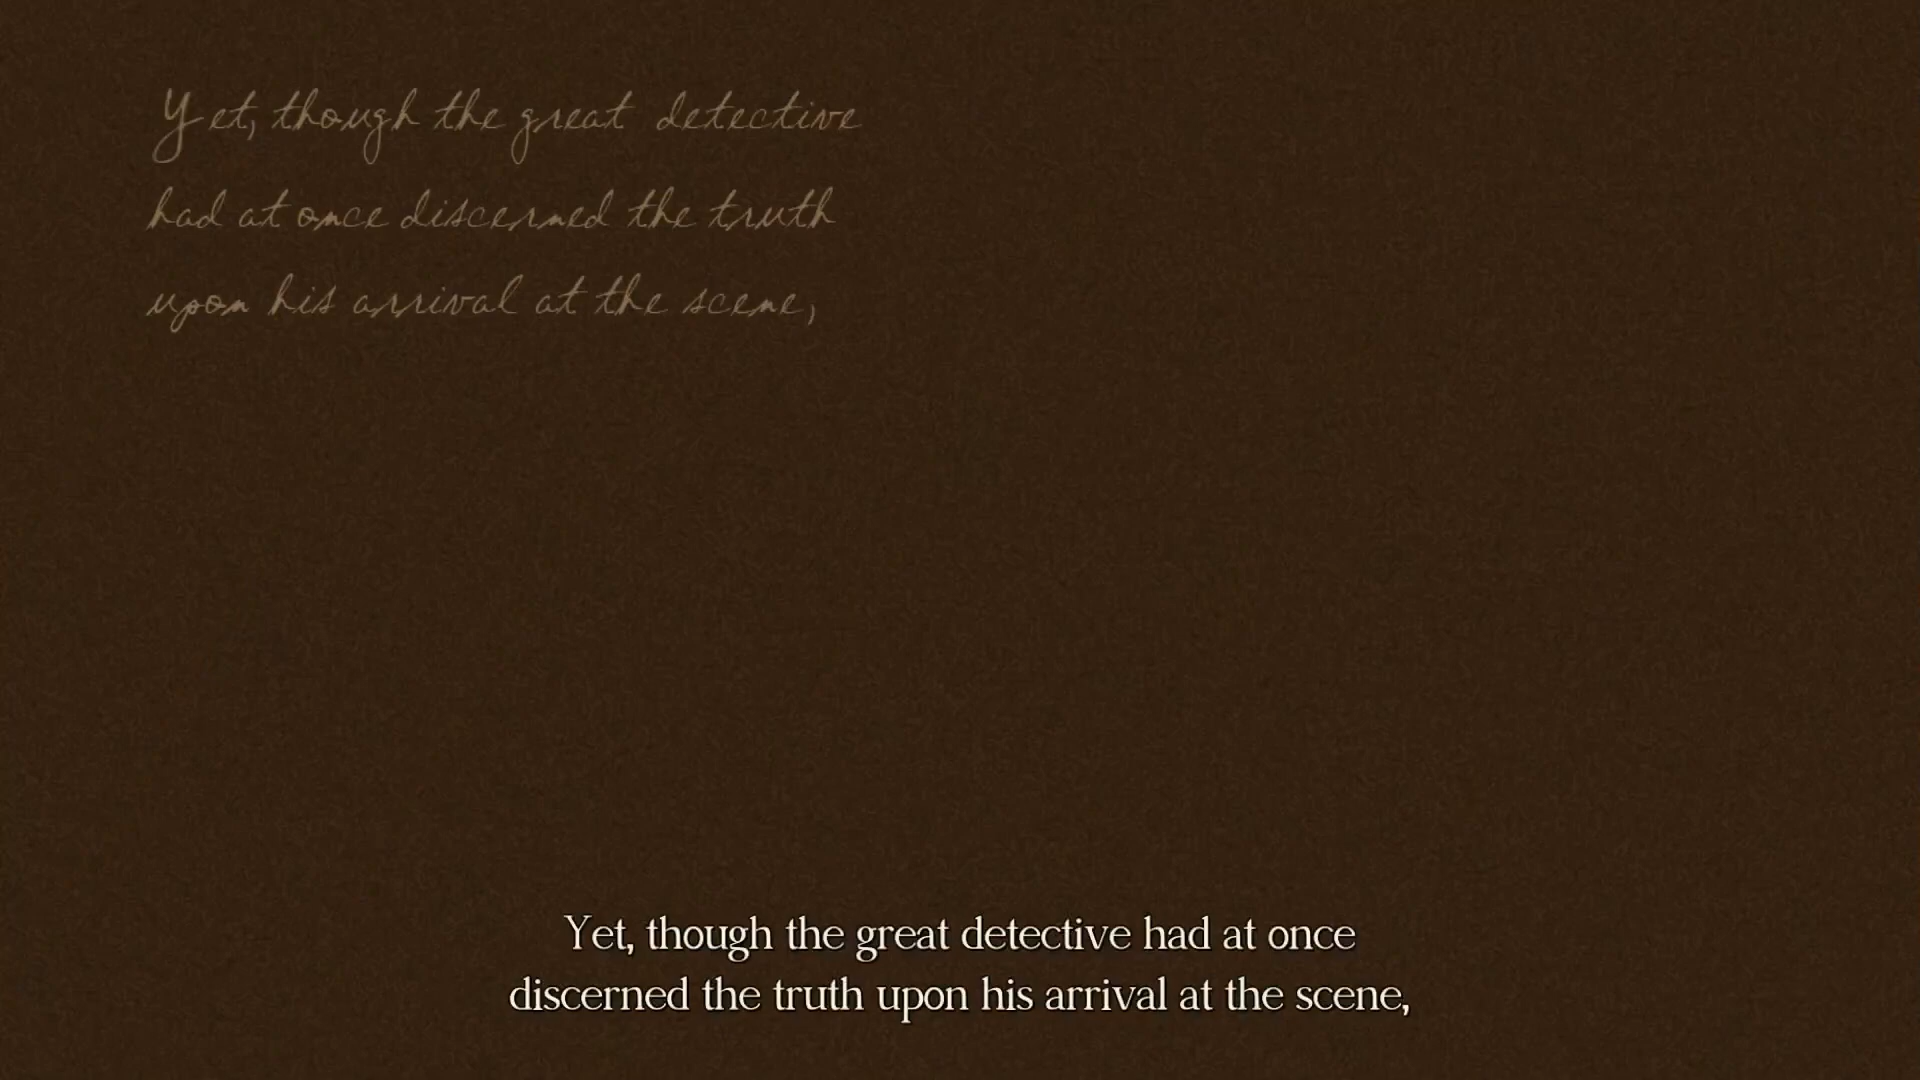 Yet, though the great detective
had at once discerned the truth
upon his arrival at the scene,
Yet, though the great detective had at once
discerned the truth upon his arrival at the scene,